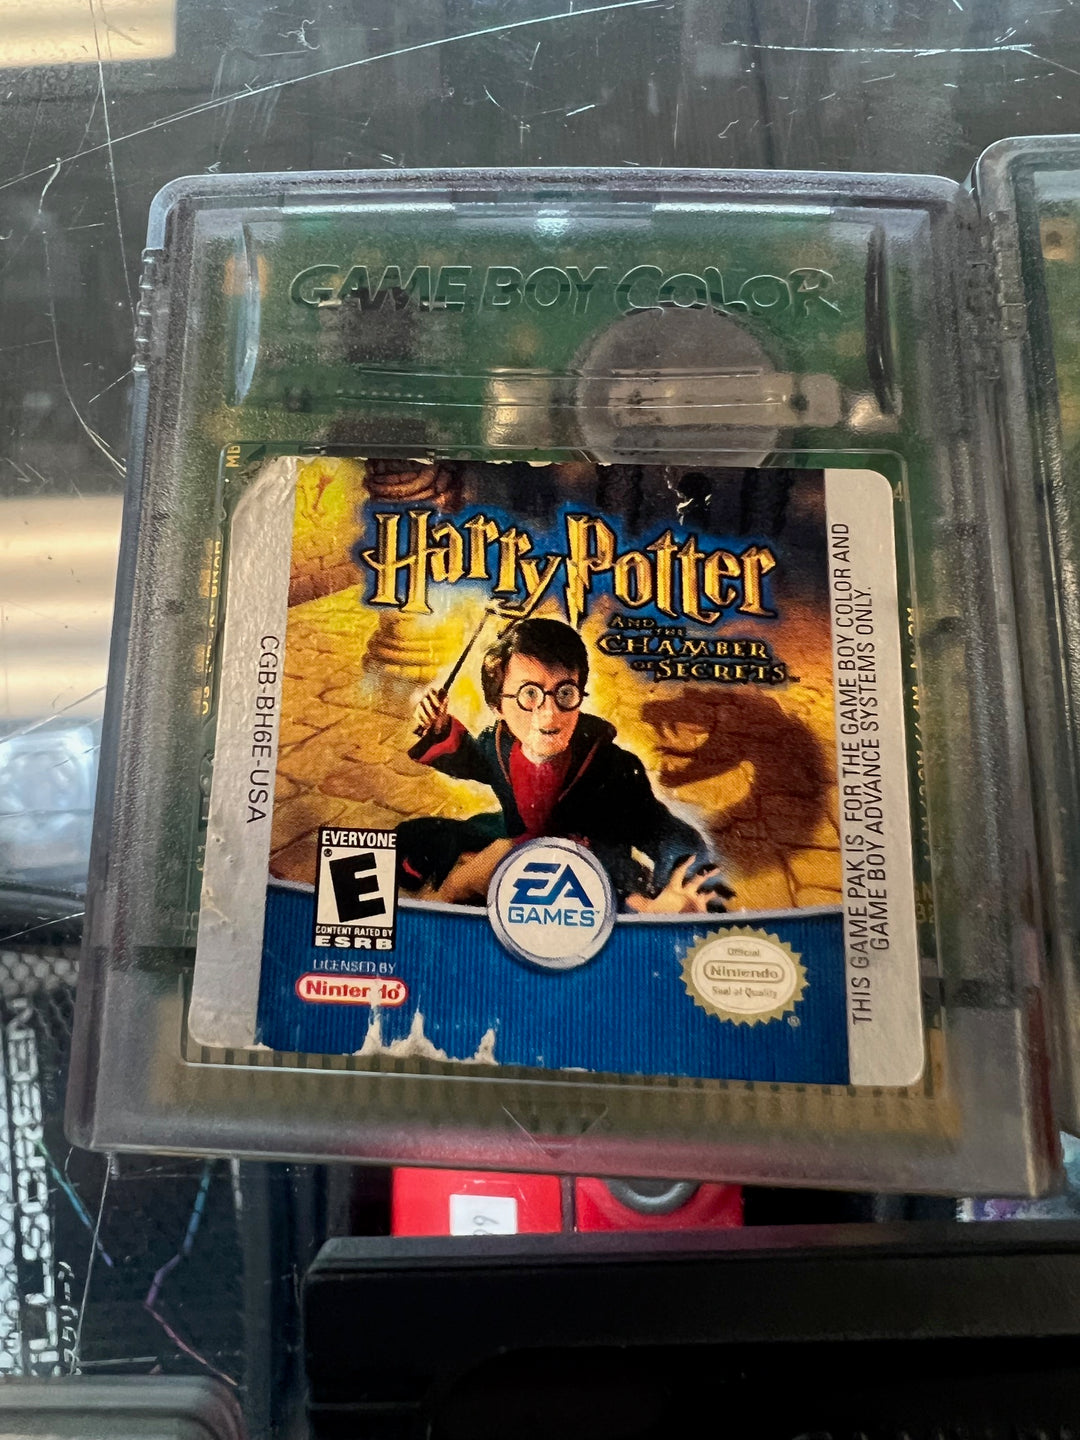 GAME BOY COLOR
Harry Potter
AND THE
CHAMBER
OF SECRETS™
CGB-BH6E-USA
THIS GAME PAK IS FOR THE GAME BOY COLOR AND
GAME BOY ADVANCE SYSTEMS ONLY.
EVERYONE
E
CONTENT RATED BY
ESRB
EA
GAMES™
LICENSED BY
Nintendo
Official
Nintendo
Seal of Quality